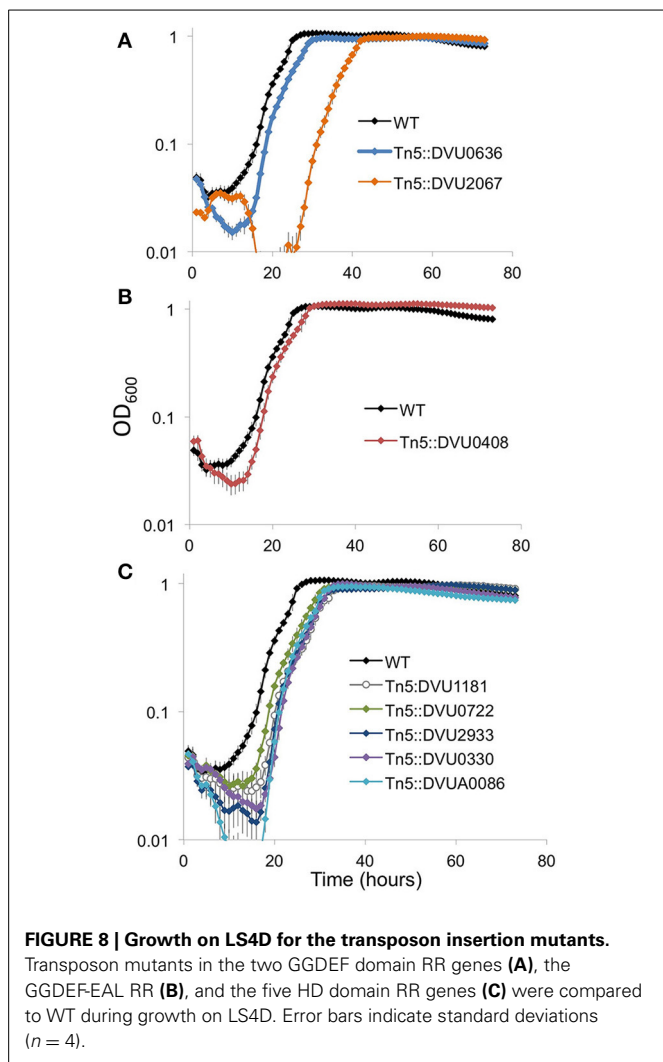 A
1
0.1
0.01
0
20
40
60
80
WT
Tn5::DVU0636
Tn5::DVU2067
B
1
0.1
0.01
0
20
40
60
80
WT
Tn5::DVU0408
OD600
C
1
0.1
0.01
0
20
40
60
80
WT
Tn5:DVU1181
Tn5::DVU0722
Tn5::DVU2933
Tn5::DVU0330
Tn5::DVUA0086
Time (hours)
FIGURE 8 | Growth on LS4D for the transposon insertion mutants.
Transposon mutants in the two GGDEF domain RR genes (A), the
GGDEF-EAL RR (B), and the five HD domain RR genes (C) were compared
to WT during growth on LS4D. Error bars indicate standard deviations
(n = 4).